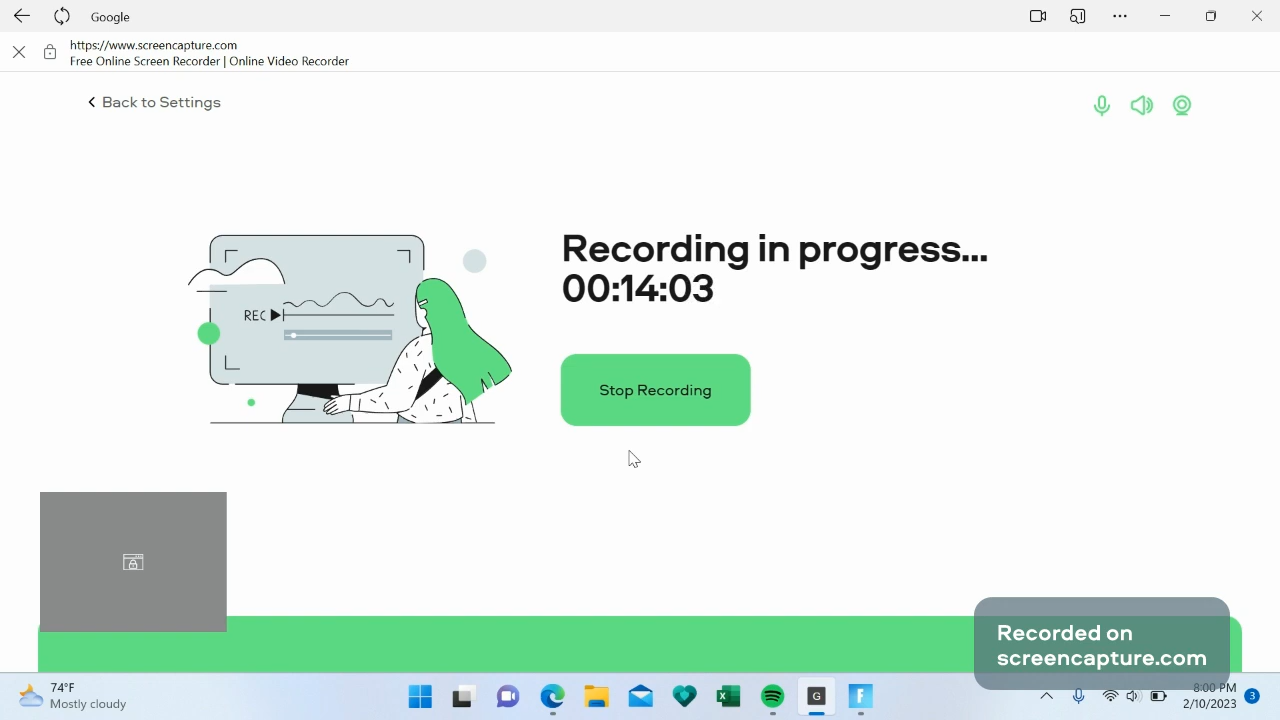 Google
https://www.screencapture.com
Free Online Screen Recorder | Online Video Recorder
Back to Settings
Recording in progress...
00:14:03
REC
Stop Recording
Recorded on
screencapture.com
74°F
Mostly cloudy
G
F
8:00 PM
2/10/2023
3